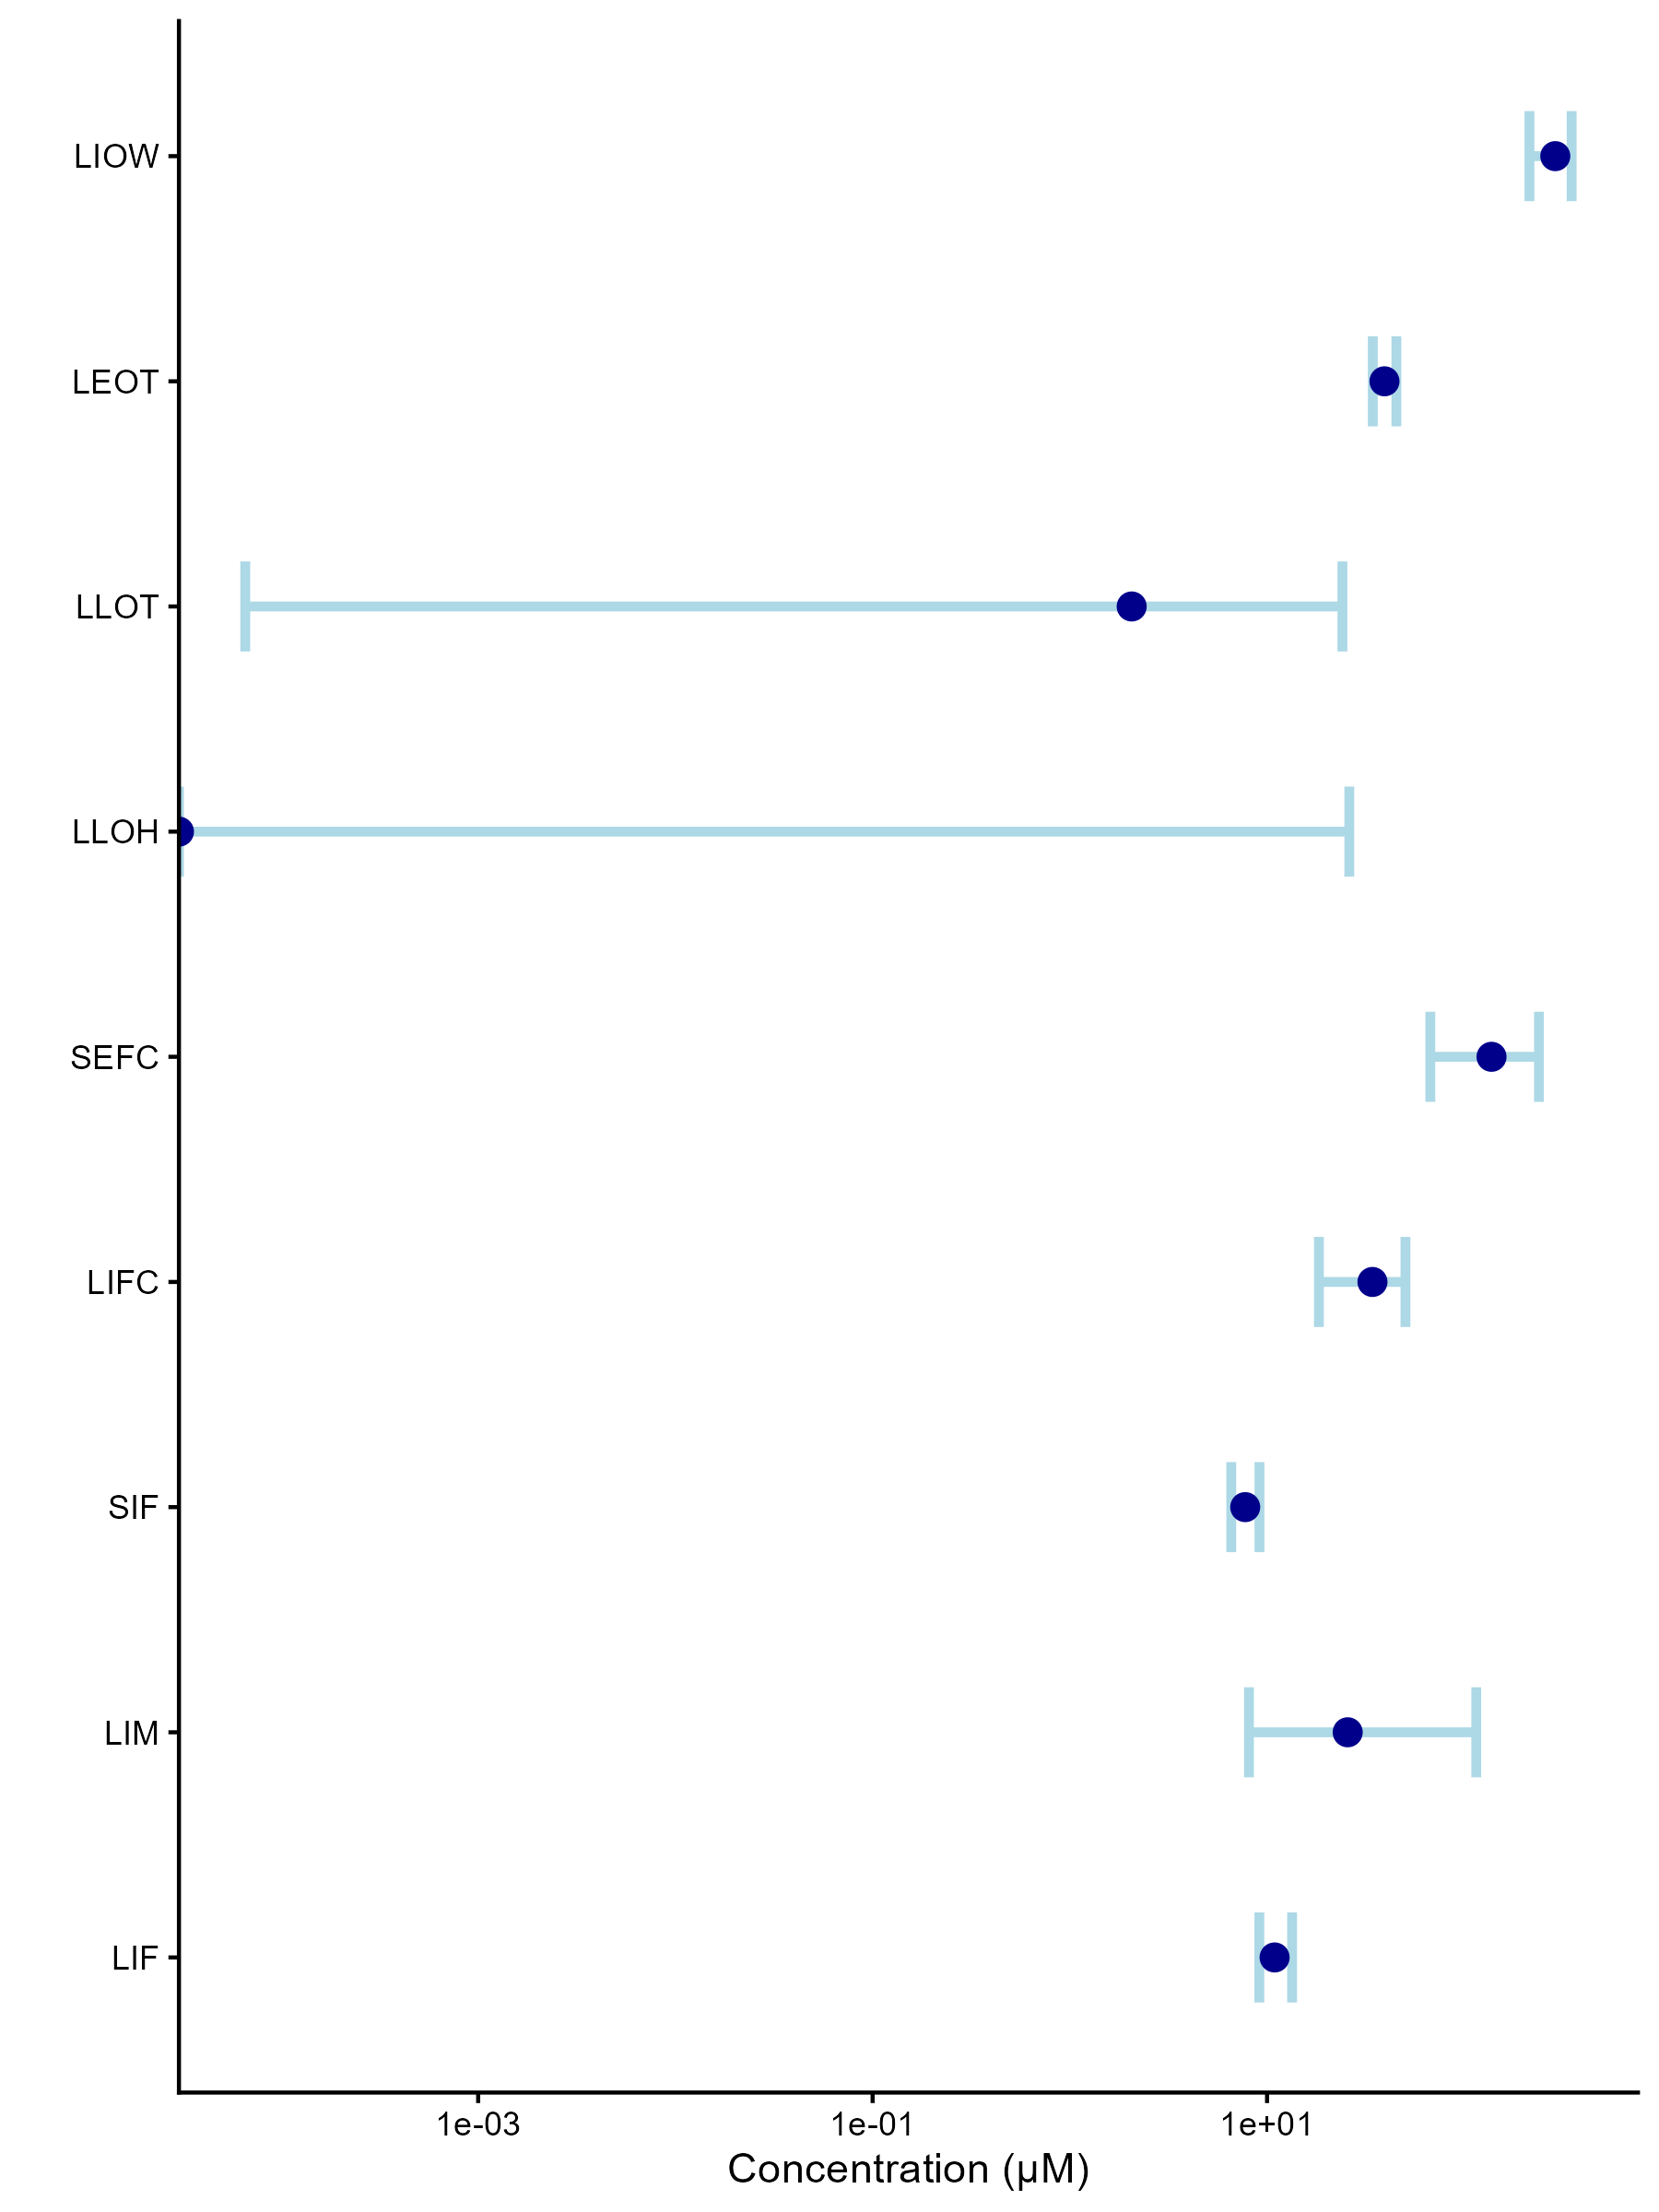 LIOW
LEOT
LLOT
LLOH
SEFC
LIFC
SIF
LIM
LIF
1e-03 1e-01 1e+01
Concentration (μM)